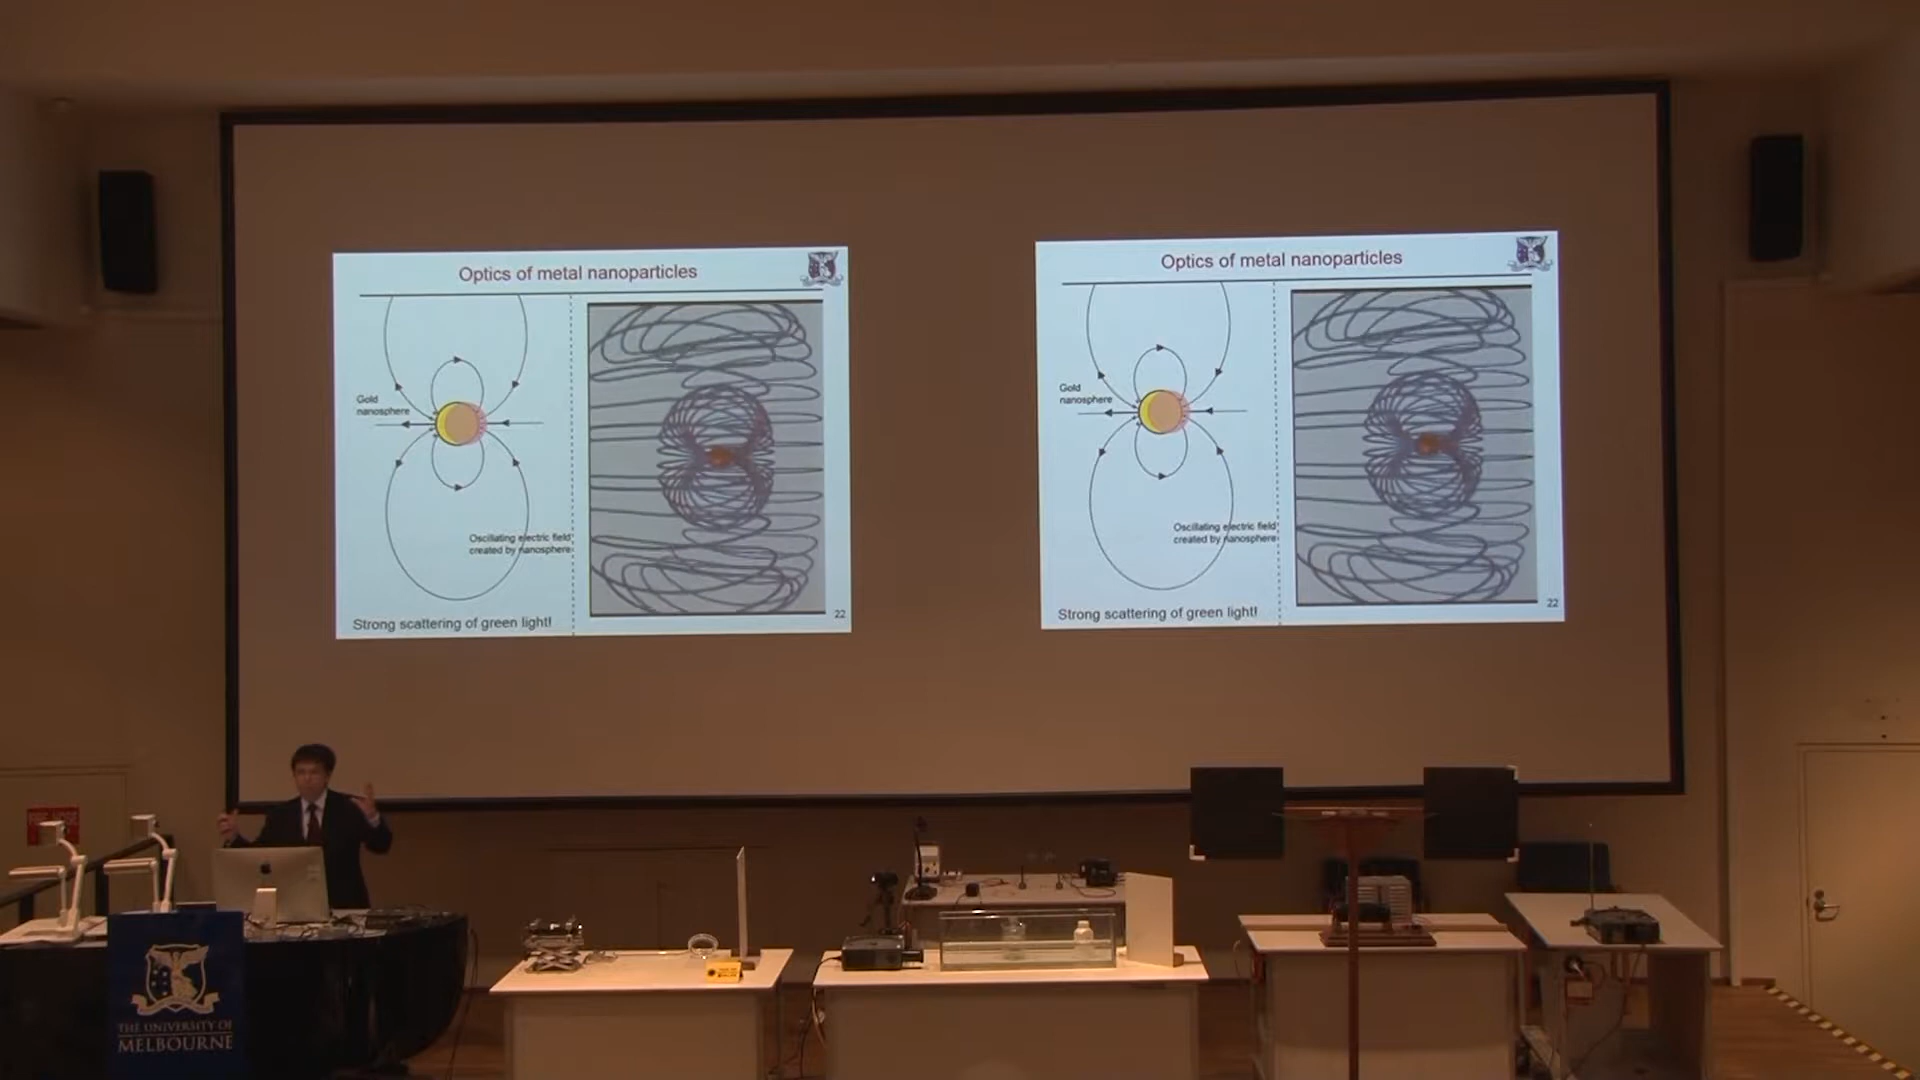 Optics of metal nanoparticles
Gold
nanosphere
Oscillating electric field
created by nanosphere
Strong scattering of green light!
22
Optics of metal nanoparticles
Gold
nanosphere
Oscillating electric field
created by nanosphere
Strong scattering of green light!
22
THE UNIVERSITY OF
MELBOURNE